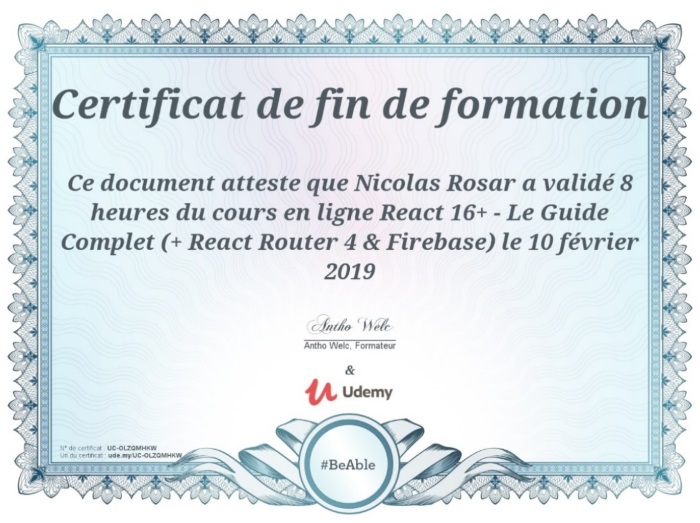 Certificat de fin de formation
Ce document atteste que Nicolas Rosar a validé 8
heures du cours en ligne React 16+ - Le Guide
Complet (+ React Router 4 & Firebase) le 10 février
2019
Antho Welc
Antho Welc, Formateur
&
Udemy
N° de certificat : UC-OLZQMHKW
Url du certificat : ude.my/UC-OLZQMHKW
#BeAble